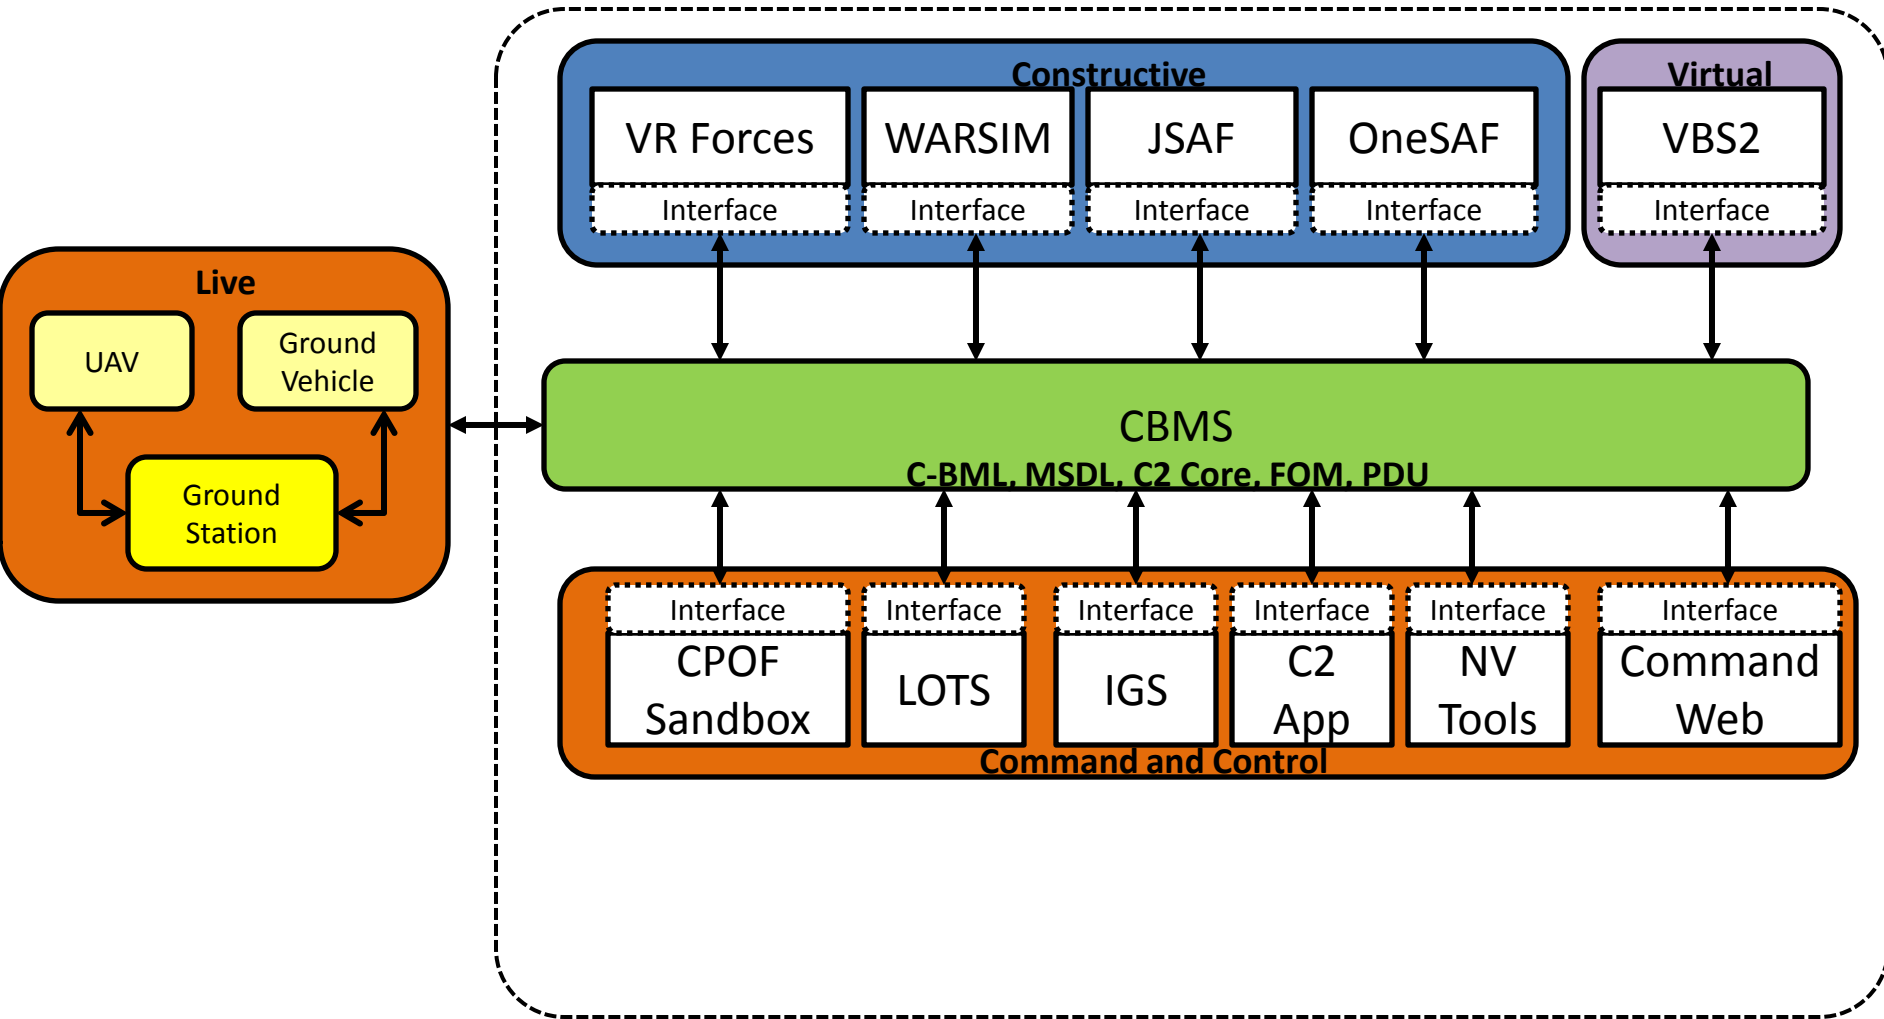 Constructive
Virtual
VR Forces
WARSIM
JSAF
OneSAF
VBS2
Interface
Interface
Interface
Interface
Interface
Live
UAV
Ground
Vehicle
Ground
Station
CBMS
C-BML, MSDL, C2 Core, FOM, PDU
Interface
Interface
Interface
Interface
Interface
Interface
CPOF
Sandbox
LOTS
IGS
C2
App
NV
Tools
Command
Web
Command and Control